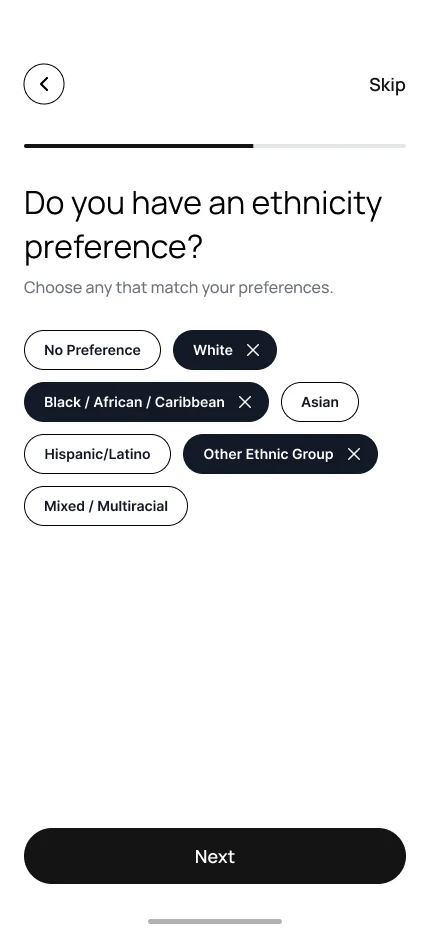 Skip
Do you have an ethnicity
preference?
Choose any that match your preferences.
No Preference
White
Black / African / Caribbean
Asian
Hispanic/Latino
Other Ethnic Group
Mixed / Multiracial
Next